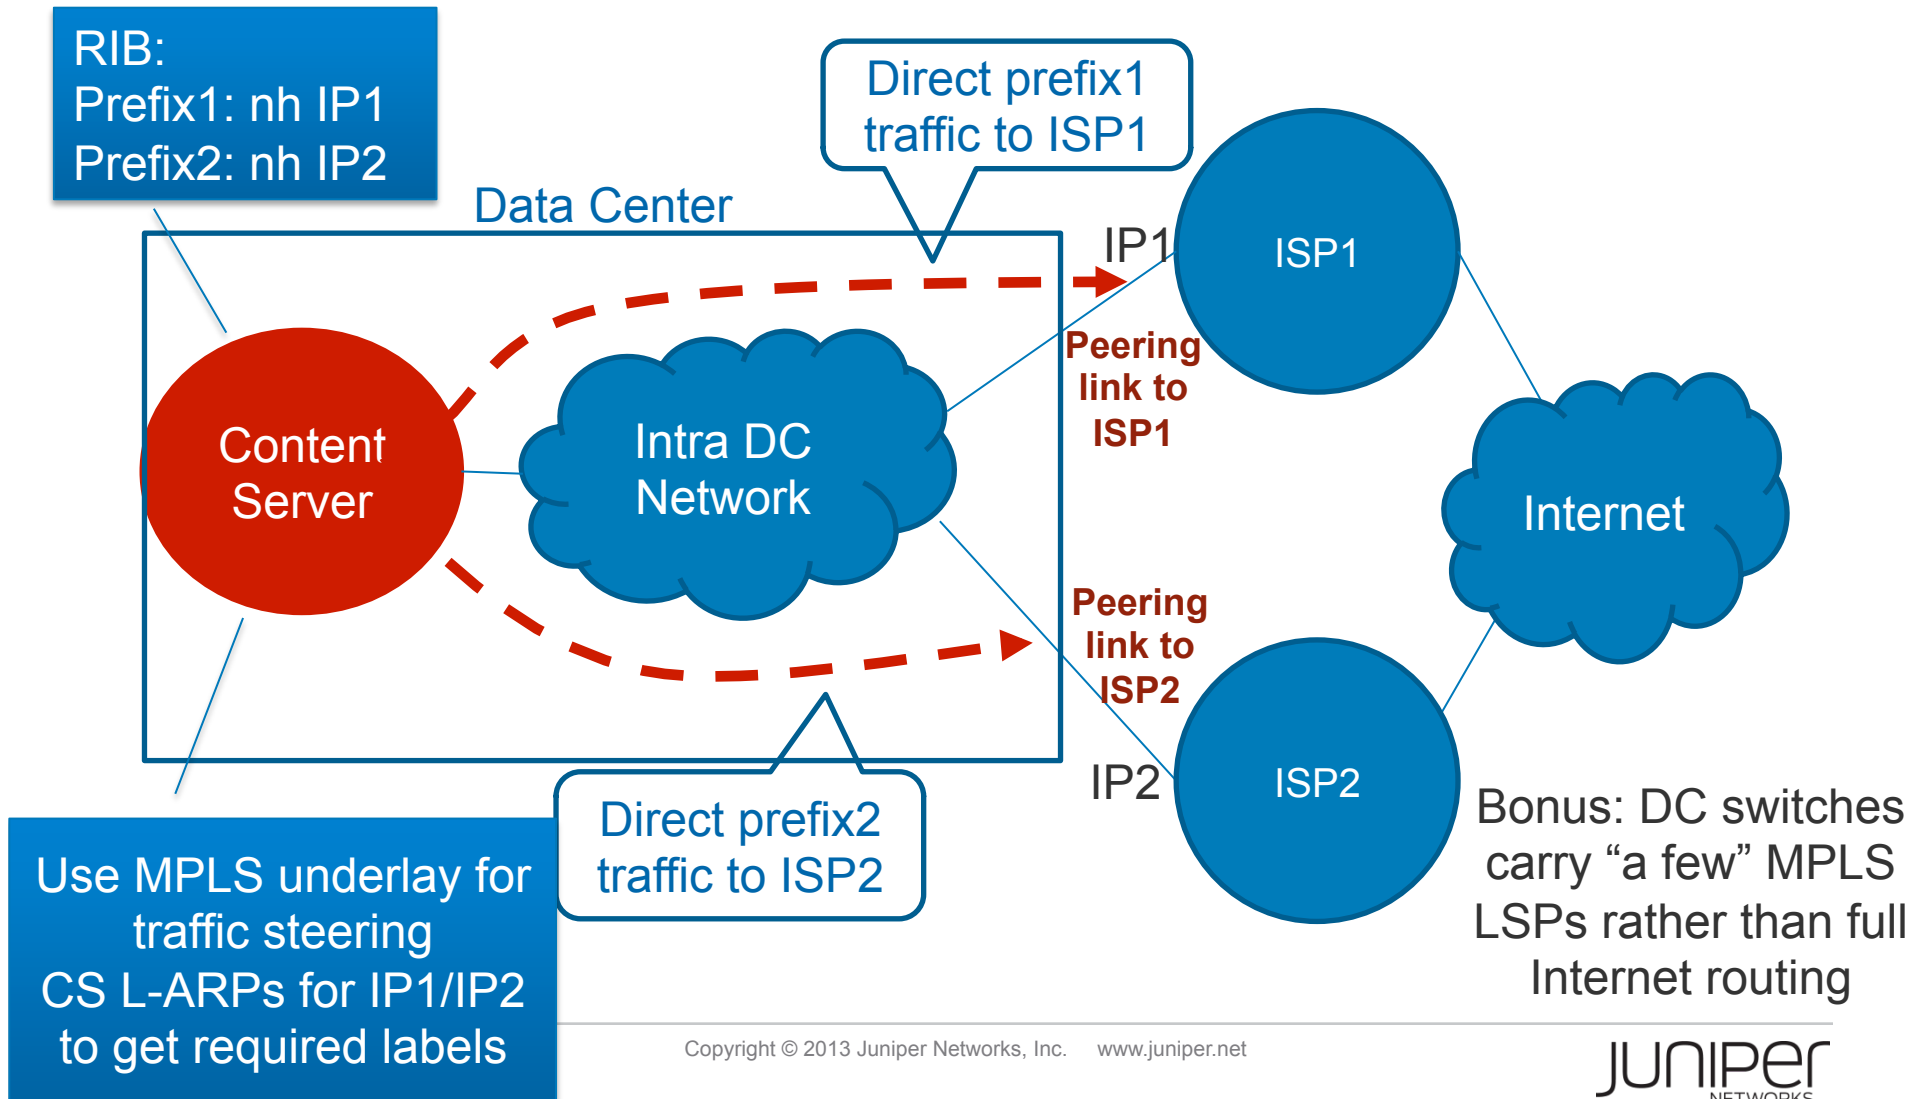 RIB:
Prefix1: nh IP1
Prefix2: nh IP2
Direct prefix1
traffic to ISP1
Data Center
IP1
ISP1
Peering
link to
ISP1
Content
Server
Intra DC
Network
Internet
Peering
link to
ISP2
IP2
ISP2
Direct prefix2
traffic to ISP2
Use MPLS underlay for
traffic steering
CS L-ARPs for IP1/IP2
to get required labels
Bonus: DC switches
carry “a few” MPLS
LSPs rather than full
Internet routing
Copyright © 2013 Juniper Networks, Inc. www.juniper.net
JUNIPER
NETWORKS